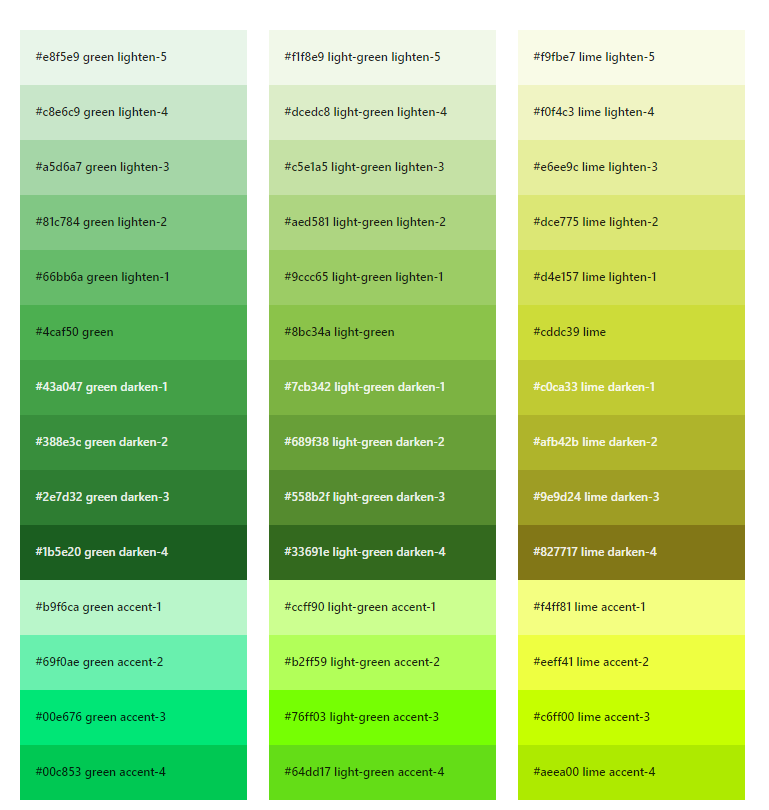 #e8f5e9 green lighten-5
#c8e6c9 green lighten-4
#a5d6a7 green lighten-3
#81c784 green lighten-2
#66bb6a green lighten-1
#4caf50 green
#43a047 green darken-1
#388e3c green darken-2
#2e7d32 green darken-3
#1b5e20 green darken-4
#b9f6ca green accent-1
#69f0ae green accent-2
#00e676 green accent-3
#00c853 green accent-4
#f1f8e9 light-green lighten-5
#dcedc8 light-green lighten-4
#c5e1a5 light-green lighten-3
#aed581 light-green lighten-2
#9ccc65 light-green lighten-1
#8bc34a light-green
#7cb342 light-green darken-1
#689f38 light-green darken-2
#558b2f light-green darken-3
#33691e light-green darken-4
#ccff90 light-green accent-1
#b2ff59 light-green accent-2
#76ff03 light-green accent-3
#64dd17 light-green accent-4
#f9fbe7 lime lighten-5
#f0f4c3 lime lighten-4
#e6ee9c lime lighten-3
#dce775 lime lighten-2
#d4e157 lime lighten-1
#cddc39 lime
#c0ca33 lime darken-1
#afb42b lime darken-2
#9e9d24 lime darken-3
#827717 lime darken-4
#f4ff81 lime accent-1
#eeff41 lime accent-2
#c6ff00 lime accent-3
#aeea00 lime accent-4